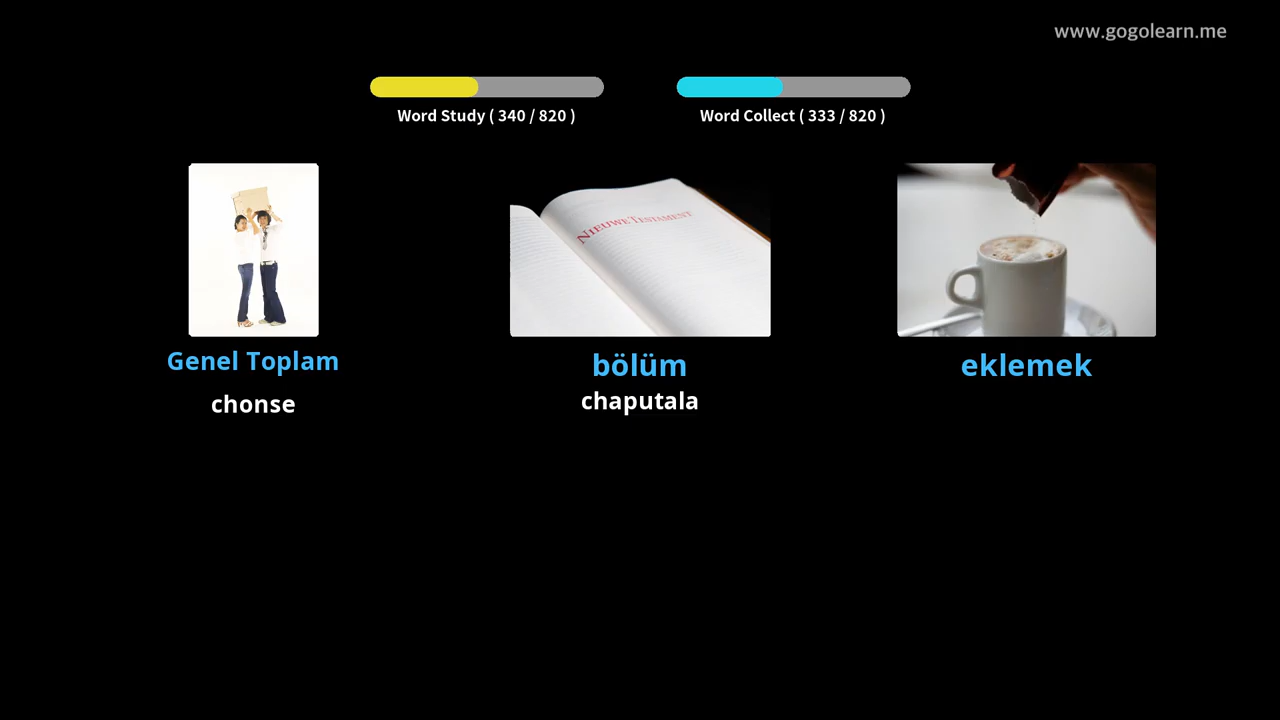 www.gogolearn.me
Word Study ( 340 / 820 )
Word Collect ( 333 / 820 )
NIEUWE TESTAMENT
Genel Toplam
bölüm
eklemek
chonse
chaputala